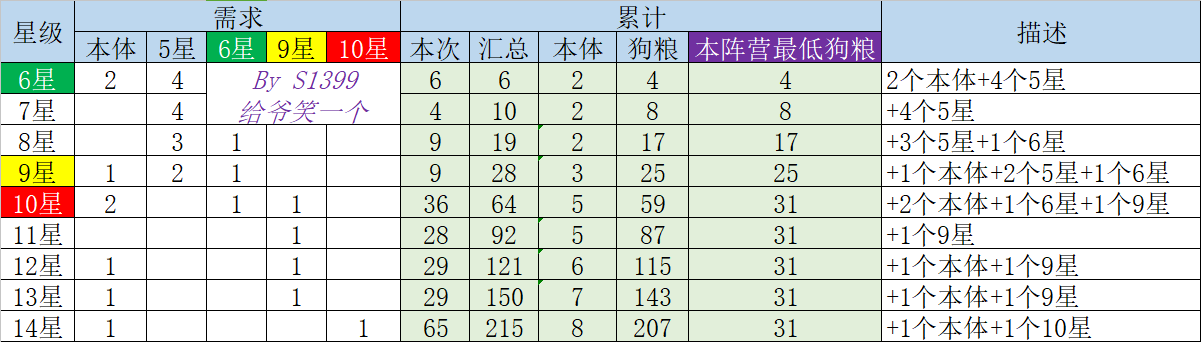 星级 需求 累计 描述
本体 5星 6星 9星 10星 本次 汇总 本体 狗粮 本阵营最低狗粮
6星 2 4 By S1399 6 6 2 4 4 2个本体+4个5星
7星 4 给爷笑一个 4 10 2 8 8 +4个5星
8星 3 1 9 19 2 17 17 +3个5星+1个6星
9星 1 2 1 9 28 3 25 25 +1个本体+2个5星+1个6星
10星 2 1 1 36 64 5 59 31 +2个本体+1个6星+1个9星
11星 1 28 92 5 87 31 +1个9星
12星 1 1 29 121 6 115 31 +1个本体+1个9星
13星 1 1 29 150 7 143 31 +1个本体+1个9星
14星 1 1 65 215 8 207 31 +1个本体+1个10星